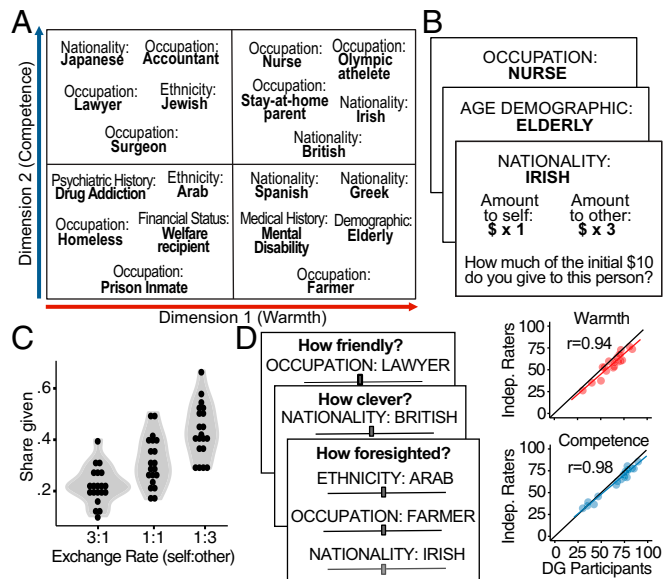 A
Dimension 2 (Competence)
Nationality:
Japanese
Occupation:
Accountant
Occupation:
Lawyer
Ethnicity:
Jewish
Occupation:
Surgeon
Occupation:
Nurse
Occupation:
Olympic
athelete
Occupation:
Stay-at-home
parent
Nationality:
Irish
Nationality:
British
Psychiatric History:
Drug Addiction
Ethnicity:
Arab
Occupation:
Homeless
Financial Status:
Welfare
recipient
Occupation:
Prison Inmate
Nationality:
Spanish
Nationality:
Greek
Medical History:
Mental
Disability
Demographic:
Elderly
Occupation:
Farmer
Dimension 1 (Warmth)
B
OCCUPATION:
NURSE
AGE DEMOGRAPHIC:
ELDERLY
NATIONALITY:
IRISH
Amount
to self:
$ x 1
Amount
to other:
$ x 3
How much of the initial $10
do you give to this person?
C
Share given
.6
.4
.2
3:1 1:1 1:3
Exchange Rate (self:other)
D
How friendly?
OCCUPATION: LAWYER
How clever?
NATIONALITY: BRITISH
How foresighted?
ETHNICITY: ARAB
OCCUPATION: FARMER
NATIONALITY: IRISH
Warmth
Indep. Raters
100
75
50
25
0
r=0.94
Competence
Indep. Raters
100
75
50
25
0
r=0.98
0 25 50 75 100
DG Participants